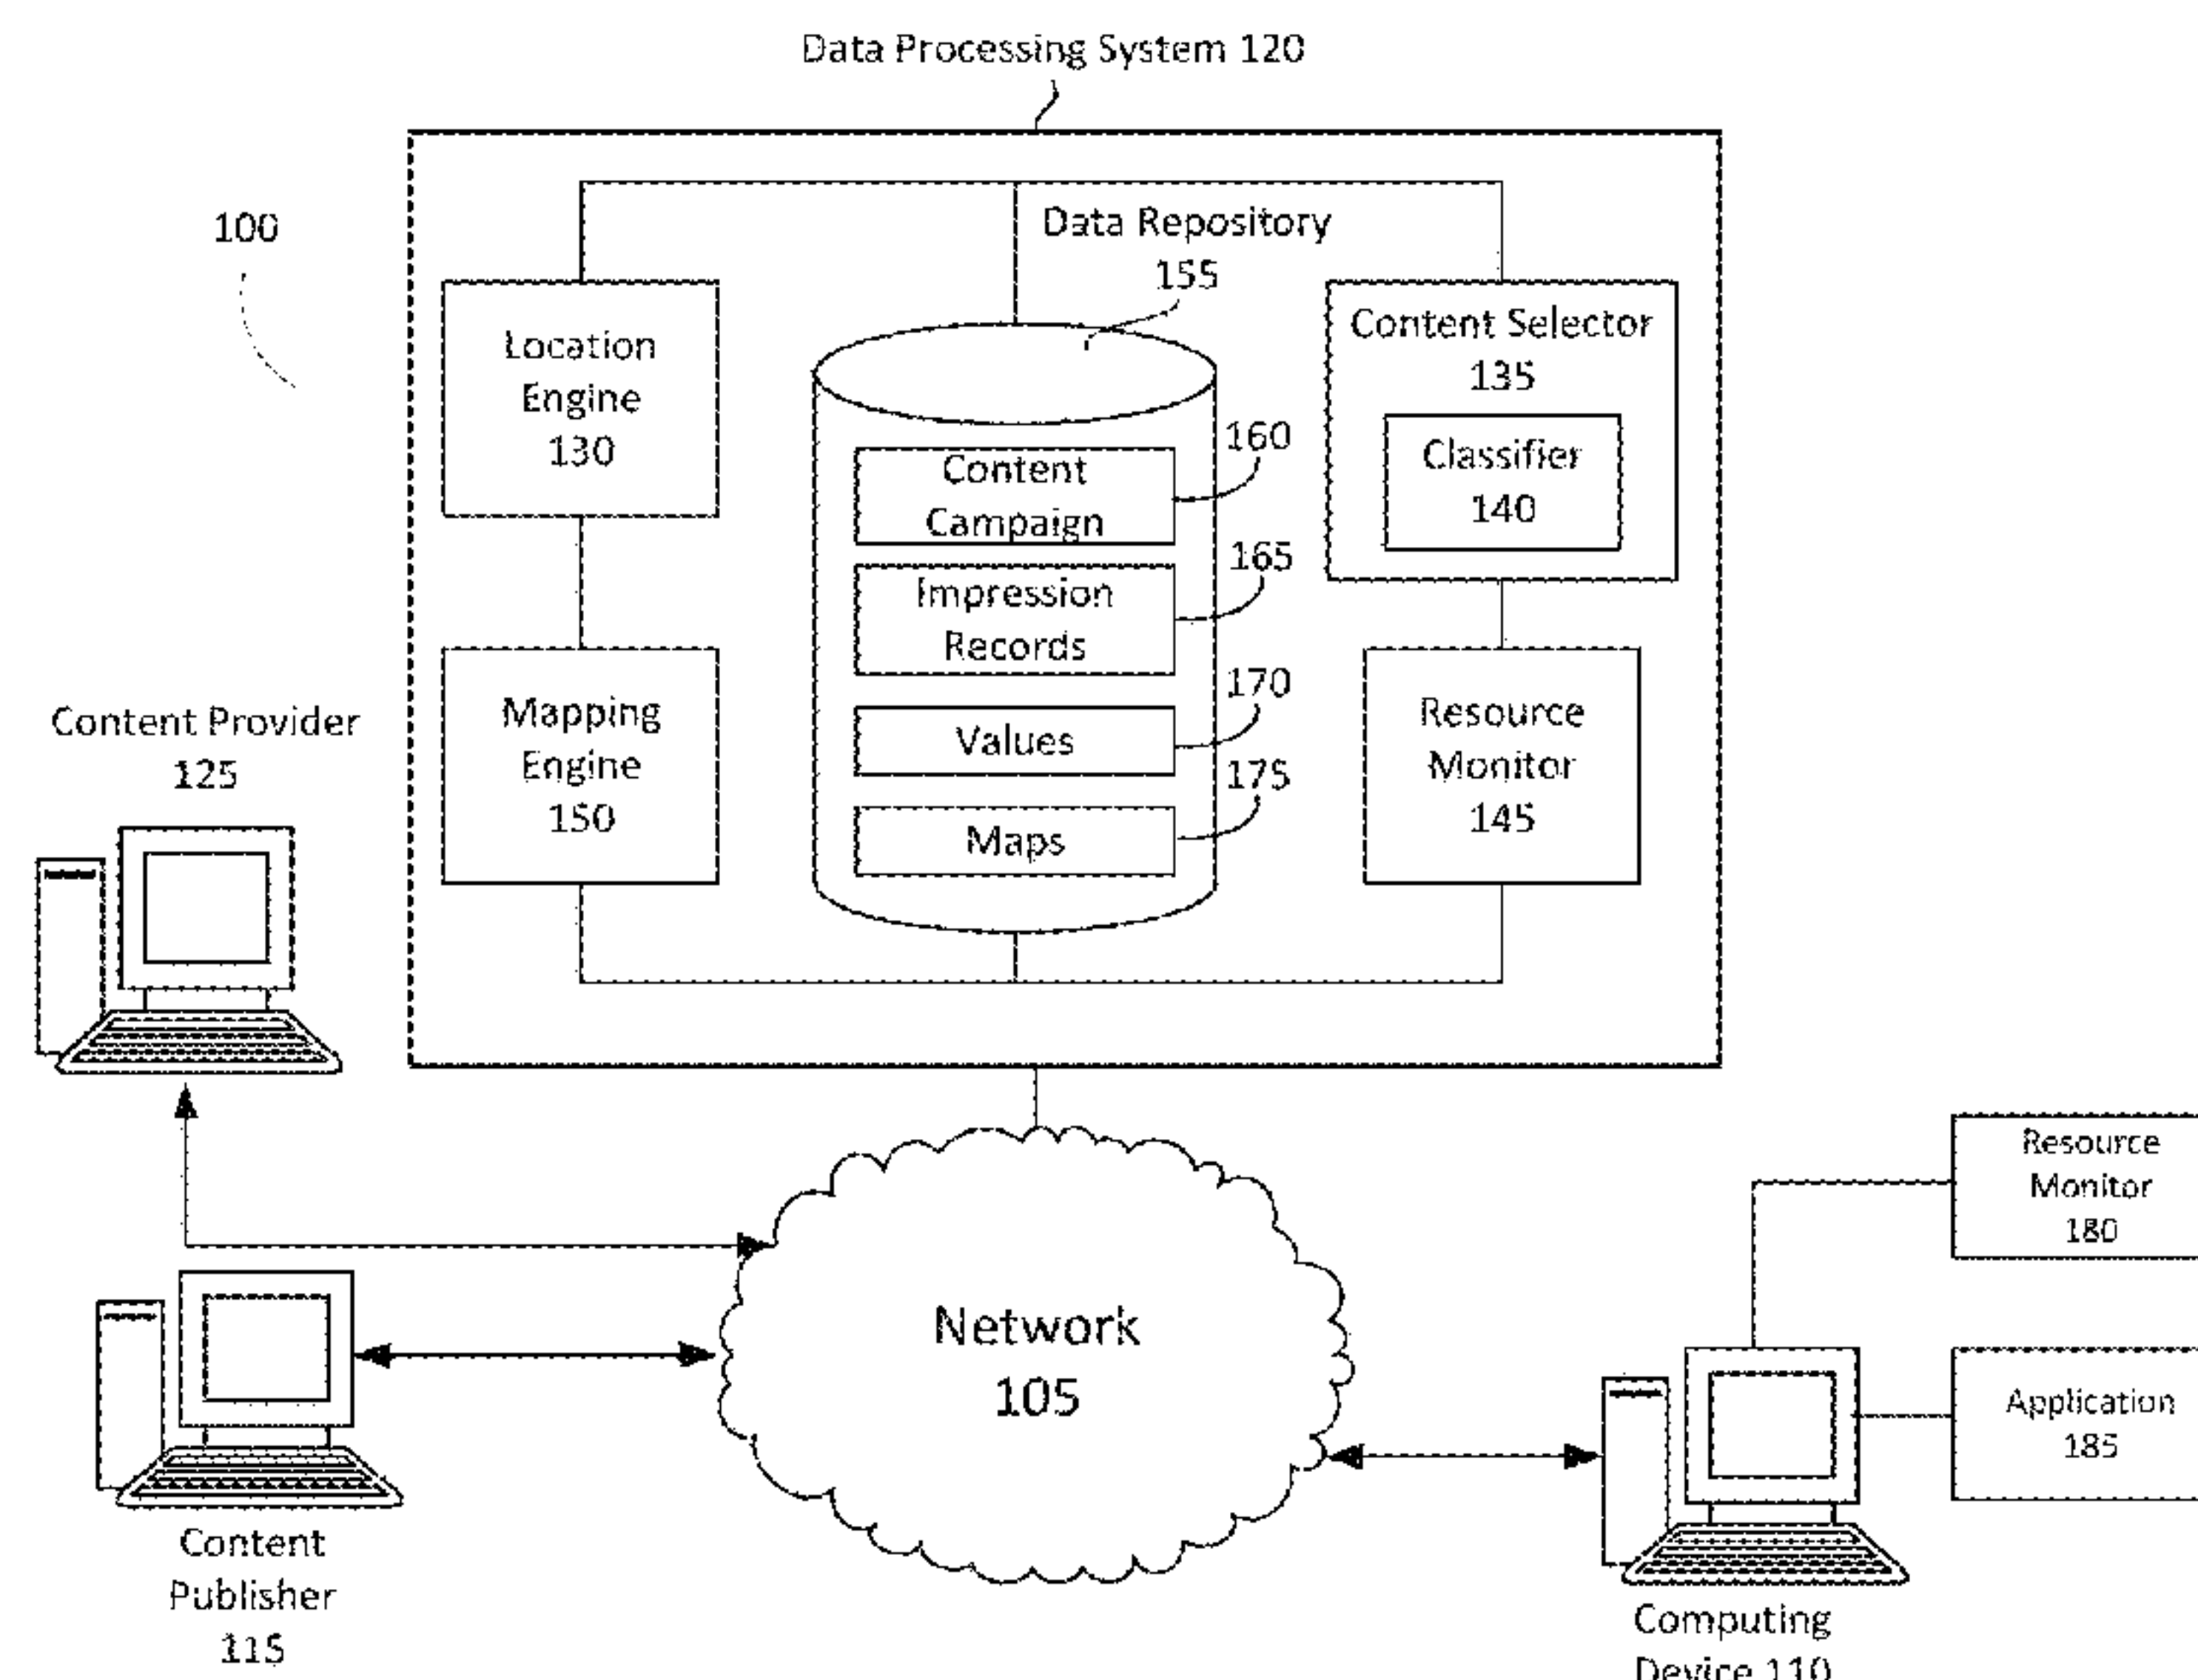 Data Processing System 120
100
Data Repository
155
Location
Engine
130
Content Selector
135
Classifier
140
160
Content
Campaign
165
Impression
Records
170
Values
175
Maps
Mapping
Engine
150
Resource
Monitor
145
Content Provider
125
Resource
Monitor
180
Network
105
Application
185
Content
Publisher
115
Computing
Device 110